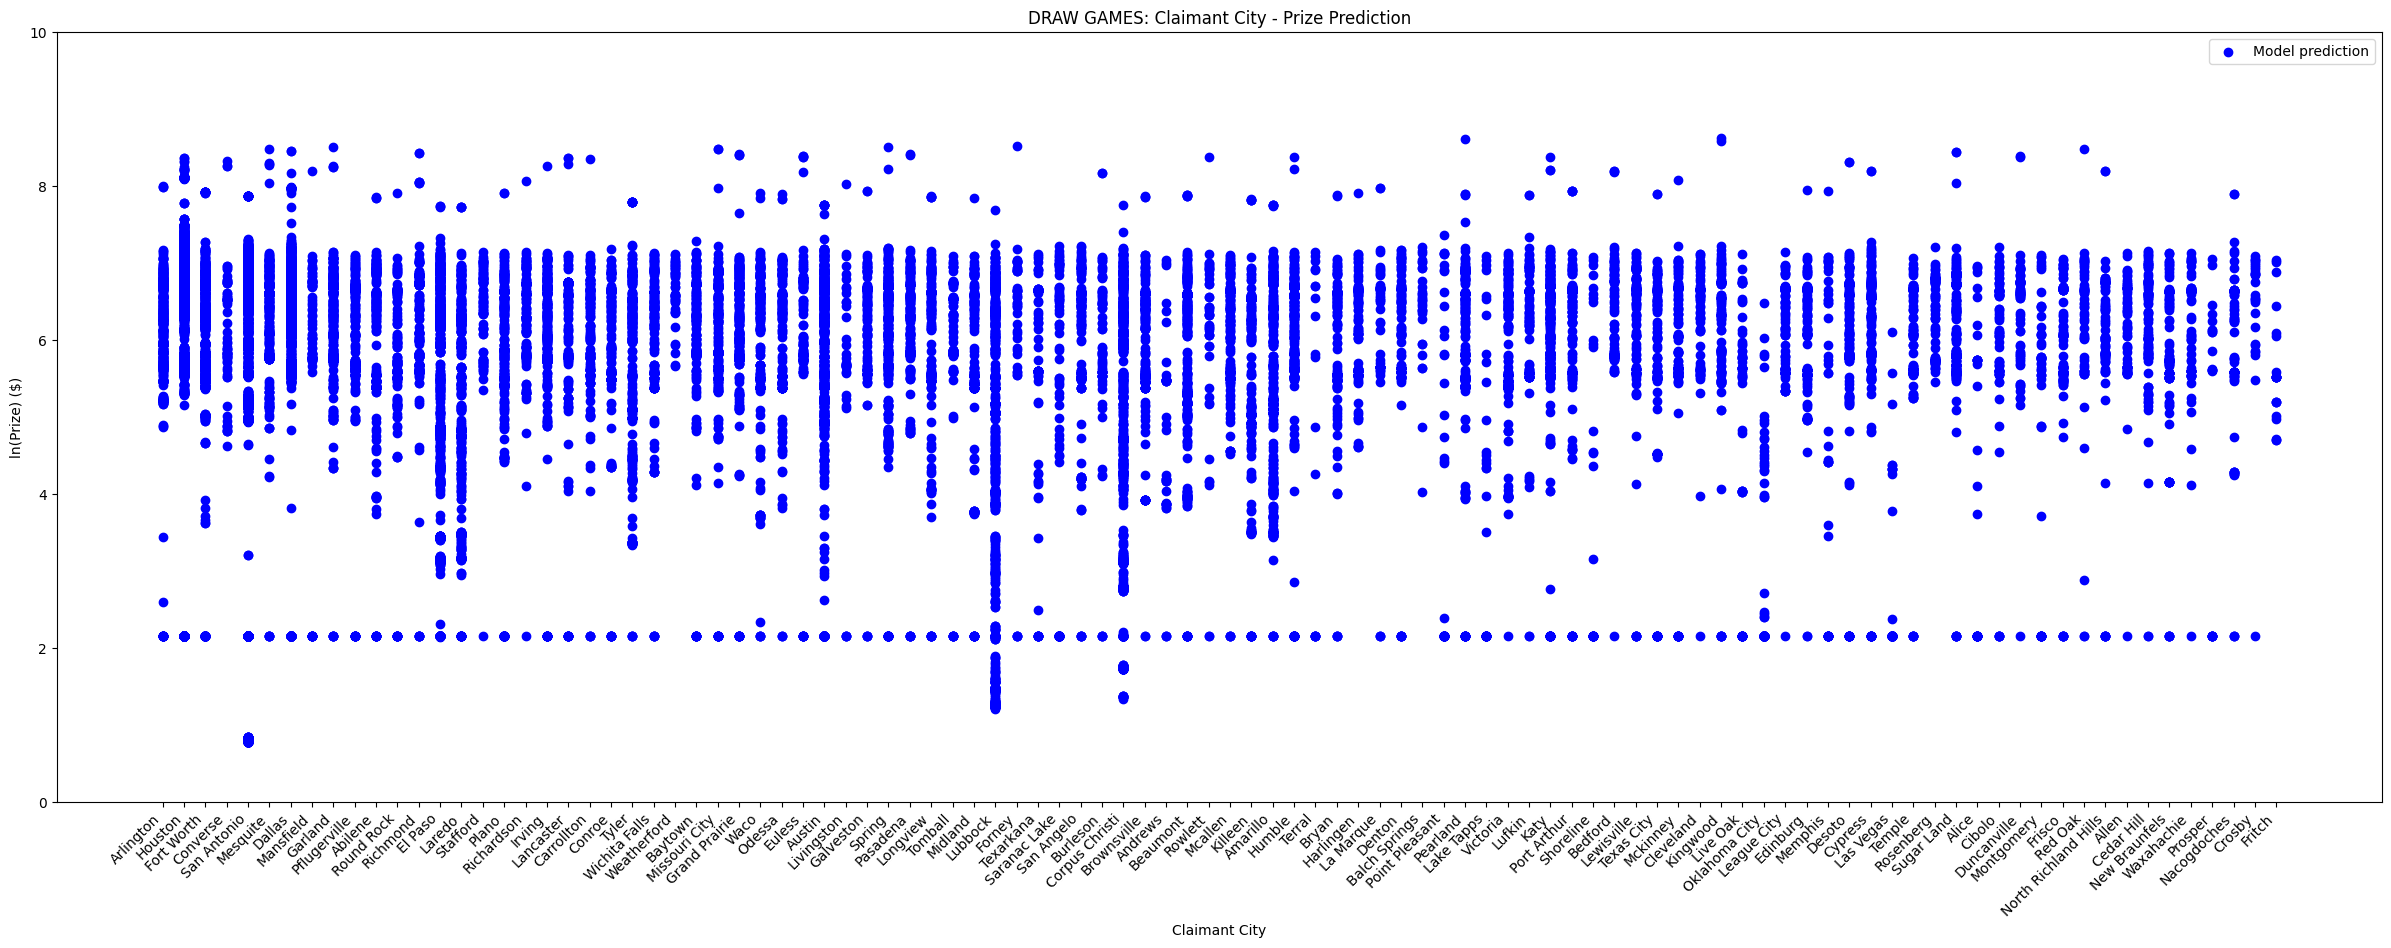 DRAW GAMES: Claimant City - Prize Prediction
Model prediction
ln(Prize) ($)
10
8
6
4
2
0
Arlington
Houston
Fort Worth
Converse
San Antonio
Mesquite
Dallas
Mansfield
Garland
Pflugerville
Abilene
Round Rock
Richmond
El Paso
Laredo
Stafford
Plano
Richardson
Irving
Lancaster
Carrollton
Conroe
Tyler
Wichita Falls
Weatherford
Baytown
Missouri City
Grand Prairie
Waco
Odessa
Euless
Austin
Livingston
Galveston
Spring
Pasadena
Longview
Tomball
Midland
Lubbock
Forney
Texarkana
Saranac Lake
San Angelo
Burleson
Corpus Christi
Brownsville
Andrews
Beaumont
Rowlett
Mcallen
Killeen
Amarillo
Humble
Terral
Bryan
Harlingen
La Marque
Denton
Balch Springs
Point Pleasant
Pearland
Lake Tapps
Victoria
Lufkin
Katy
Port Arthur
Shoreline
Bedford
Lewisville
Texas City
Mckinney
Cleveland
Kingwood
Live Oak
Oklahoma City
League City
Edinburg
Memphis
Desoto
Cypress
Las Vegas
Temple
Rosenberg
Sugar Land
Alice
Cibolo
Duncanville
Montgomery
Frisco
Red Oak
North Richland Hills
Allen
Cedar Hill
New Braunfels
Waxahachie
Prosper
Nacogdoches
Crosby
Fritch
Claimant City